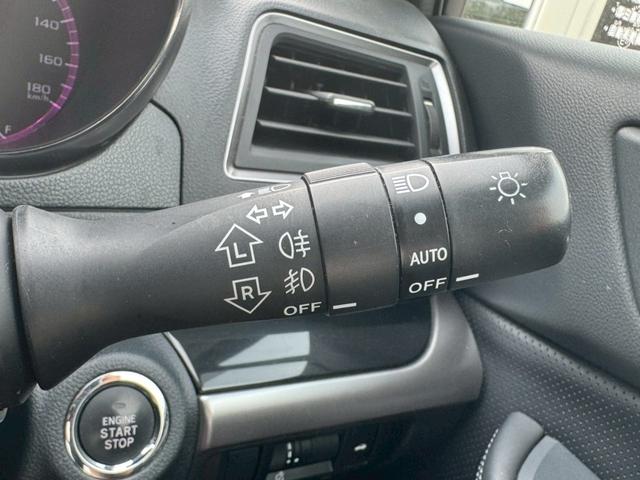 140
160
180
km/h
F
L
R
OFF
AUTO
OFF
ENGINE
START
STOP